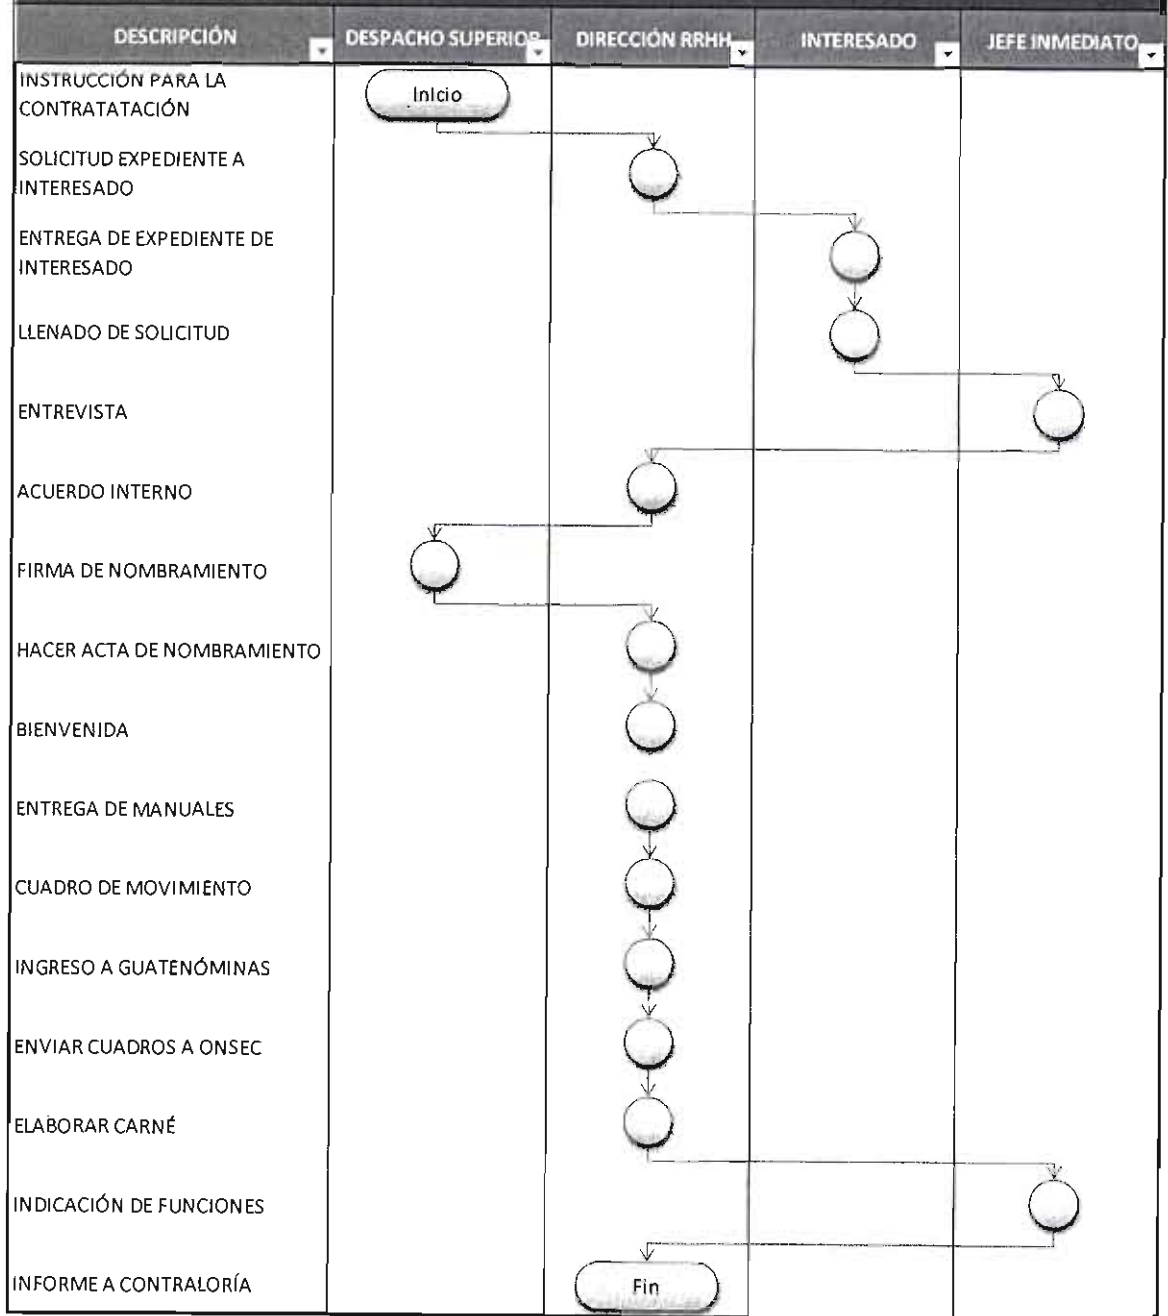 DESCRIPCIÓN DESPACHO SUPERIOR DIRECCIÓN RRHH INTERESADO JEFE INMEDIATO
INSTRUCCIÓN PARA LA
CONTRATATACIÓN
Inicio
SOLICITUD EXPEDIENTE A
INTERESADO
ENTREGA DE EXPEDIENTE DE
INTERESADO
LLENADO DE SOLICITUD
ENTREVISTA
ACUERDO INTERNO
FIRMA DE NOMBRAMIENTO
HACER ACTA DE NOMBRAMIENTO
BIENVENIDA
ENTREGA DE MANUALES
CUADRO DE MOVIMIENTO
INGRESO A GUATENÓMINAS
ENVIAR CUADROS A ONSEC
ELABORAR CARNÉ
INDICACIÓN DE FUNCIONES
INFORME A CONTRALORÍA
Fin